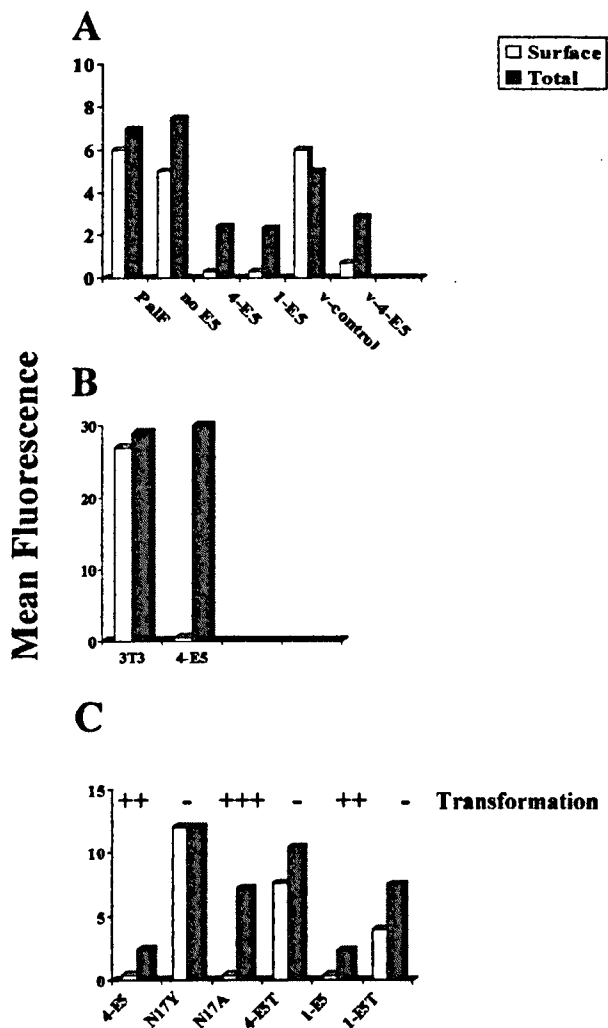 A
Surface
Total
10
8
6
4
2
0
PalF
no E5
4-E5
1-E5
v-control
v-4-E5
Mean Fluorescence
B
30
20
10
0
3T3
4-E5
C
15
10
5
0
++
-
+++
-
++
-
Transformation
4-E5
N17Y
N17A
4-E5T
1-E5
1-E5T